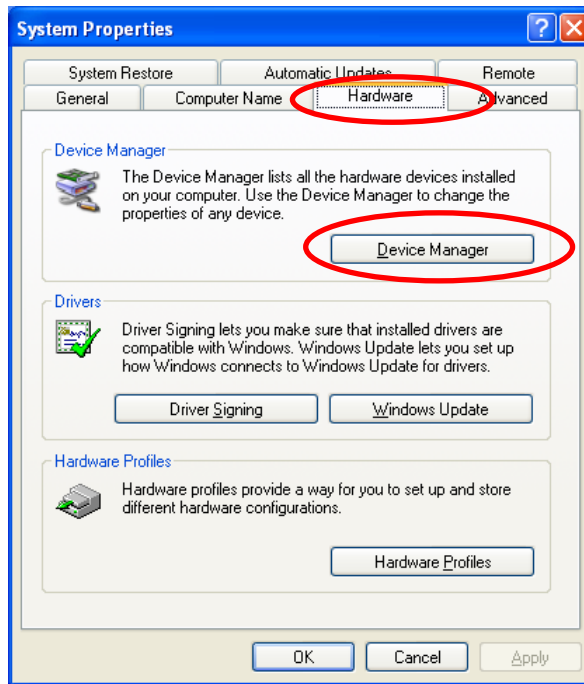 System Properties
System Restore Automatic Updates Remote
General Computer Name Hardware Advanced
Device Manager
The Device Manager lists all the hardware devices installed
on your computer. Use the Device Manager to change the
properties of any device.
Device Manager
Drivers
Driver Signing lets you make sure that installed drivers are
compatible with Windows. Windows Update lets you set up
how Windows connects to Windows Update for drivers.
Driver Signing Windows Update
Hardware Profiles
Hardware profiles provide a way for you to set up and store
different hardware configurations.
Hardware Profiles
OK Cancel Apply